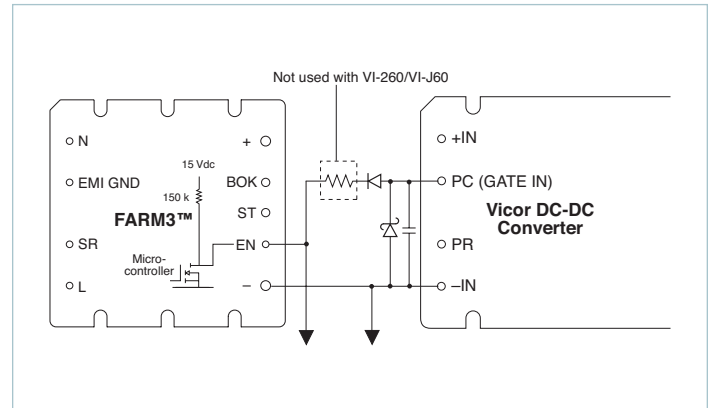 Not used with VI-260/VI-J60
N
EMI GND
SR
L
15 Vdc
150 k
FARM3™
Micro-
controller
+
BOK
ST
EN
–
+IN
PC (GATE IN)
Vicor DC-DC
Converter
PR
–IN